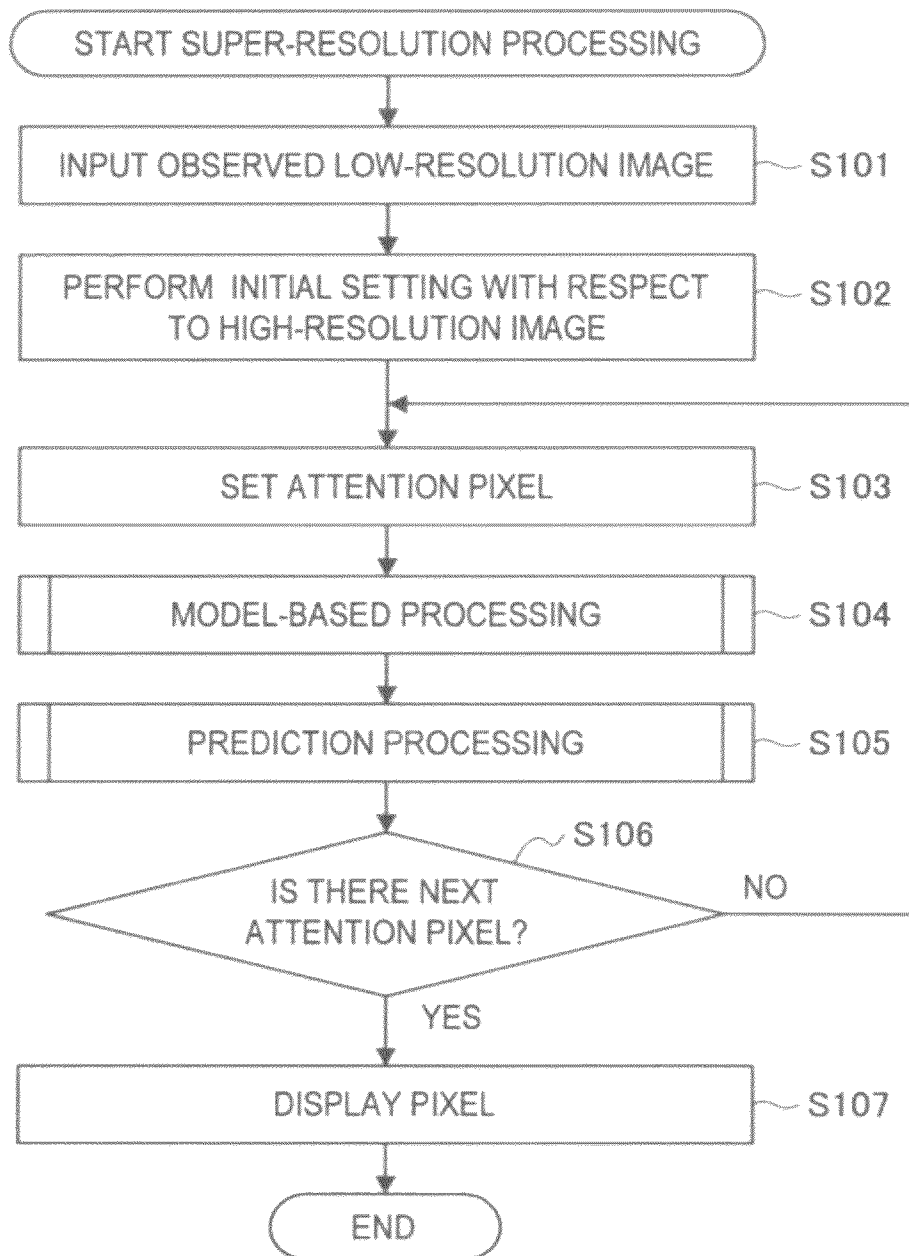 START SUPER-RESOLUTION PROCESSING
INPUT OBSERVED LOW-RESOLUTION IMAGE
S101
PERFORM INITIAL SETTING WITH RESPECT
TO HIGH-RESOLUTION IMAGE
S102
SET ATTENTION PIXEL
S103
MODEL-BASED PROCESSING
S104
PREDICTION PROCESSING
S105
S106
IS THERE NEXT
ATTENTION PIXEL?
NO
YES
DISPLAY PIXEL
S107
END